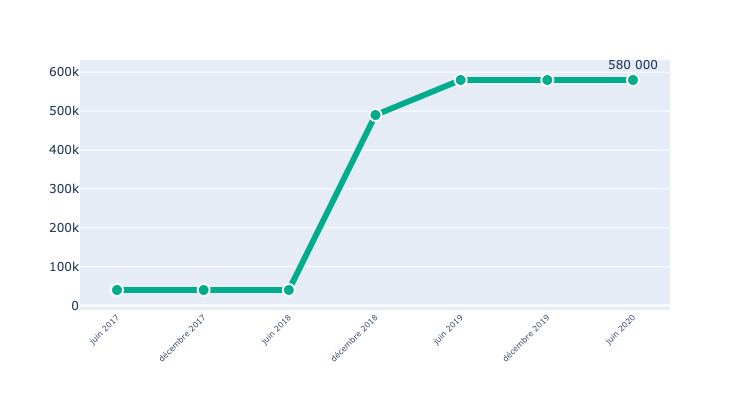 580 000
600k
500k
400k
300k
200k
100k
0
juin 2017
décembre 2017
juin 2018
décembre 2018
juin 2019
décembre 2019
juin 2020